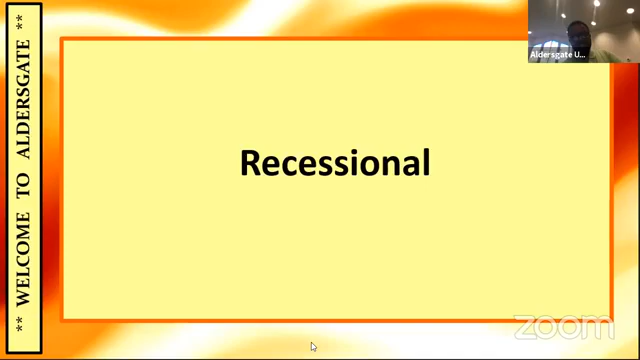 ** WELCOME TO ALDERSGATE **
Recessional
Aldersgate U...
zoom